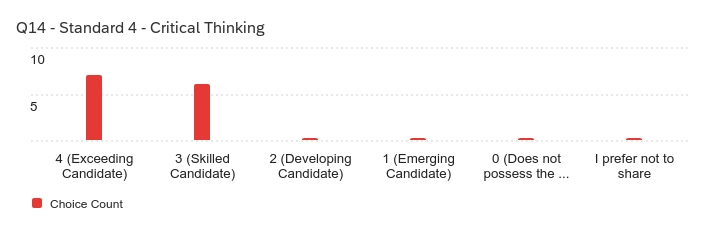 Q14 - Standard 4 - Critical Thinking
10
5
4 (Exceeding
Candidate)
3 (Skilled
Candidate)
2 (Developing
Candidate)
1 (Emerging
Candidate)
0 (Does not
possess the ...
I prefer not to
share
Choice Count